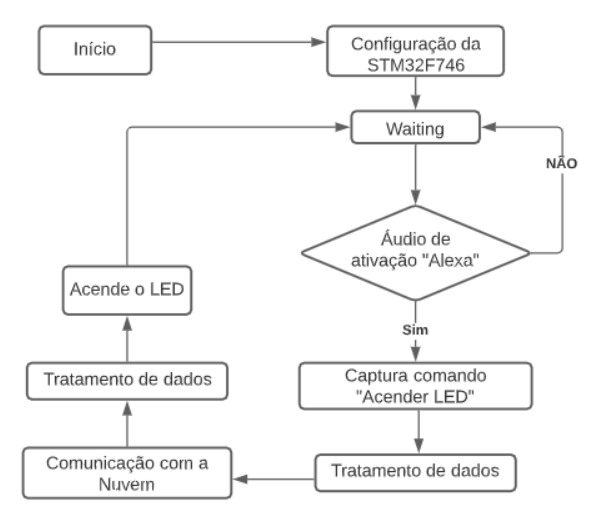 Início
Configuração da
STM32F746
Waiting
NÃO
Áudio de
ativação "Alexa"
Sim
Captura comando
"Acender LED"
Tratamento de dados
Comunicação com a
Nuvem
Tratamento de dados
Acende o LED